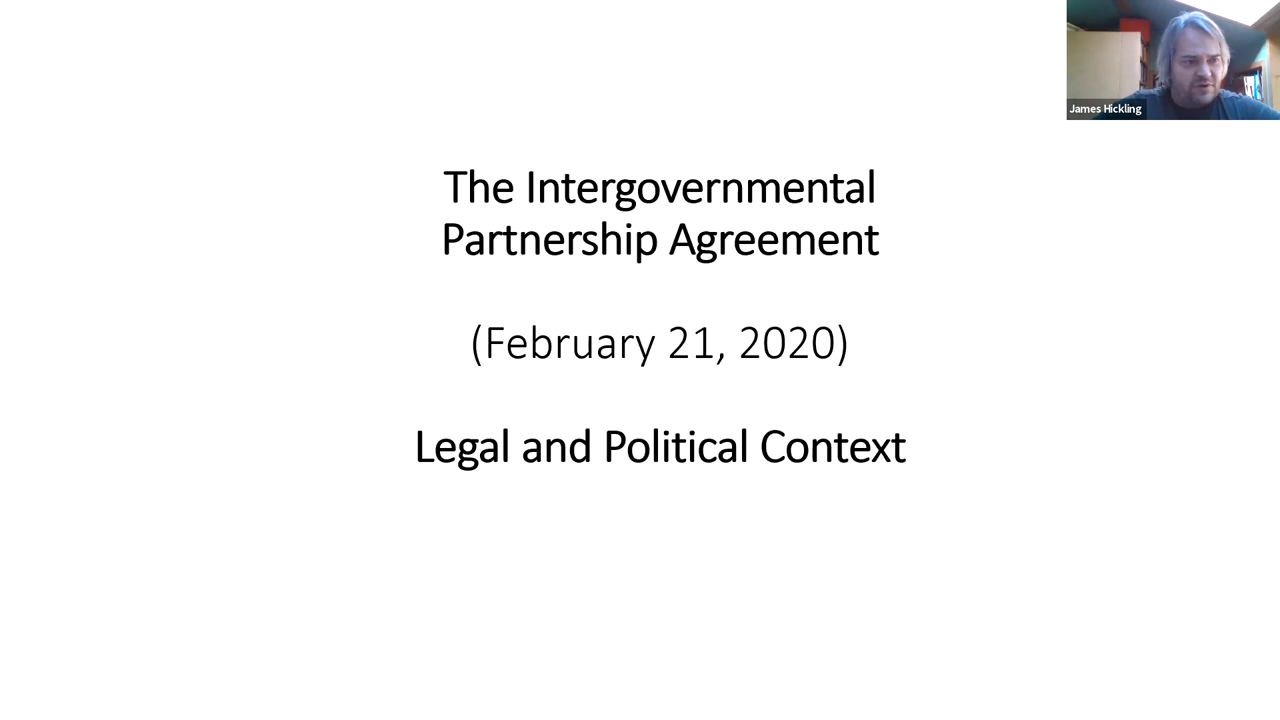 James Hickling
The Intergovernmental
Partnership Agreement
(February 21, 2020)
Legal and Political Context